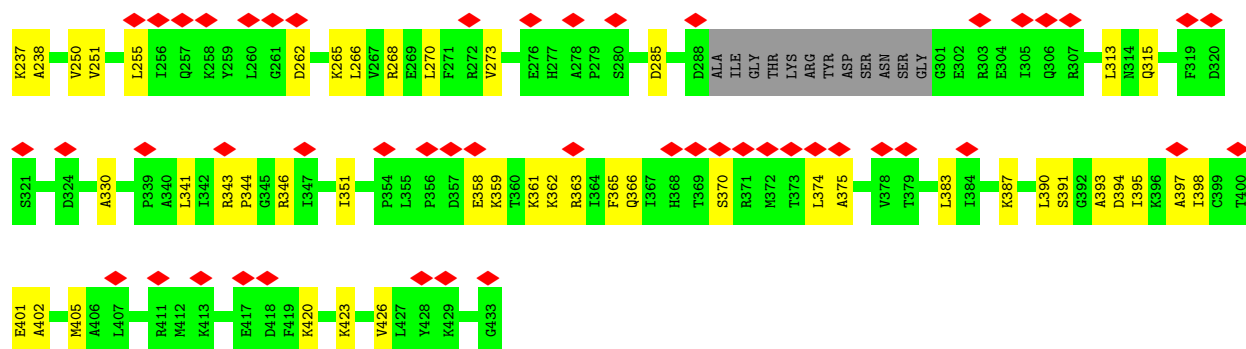 K237 A238 V250 V251 L255 I256 Q257 K258 Y259 L260 G261 D262 K265 L266 V267 R268 E269 L270 F271 R272 V273 E276 H277 A278 P279 S280 D285 D288 ALA ILE GLY THR LYS ARG TYR ASP SER ASN SER GLY G301 E302 R303 E304 I305 Q306 R307 L313 N314 Q315 F319 D320
S321 D324 A330 P339 A340 L341 I342 R343 P344 G345 R346 I347 I351 P354 L355 P356 D357 E358 K359 T360 K361 K362 R363 I364 F365 Q366 I367 H368 T369 S370 R371 M372 T373 L374 A375 V378 T379 L383 I384 K387 L390 S391 G392 A393 D394 I395 K396 A397 I398 C399 T400
E401 A402 M405 A406 L407 R411 M412 K413 E417 D418 F419 K420 K423 V426 L427 Y428 K429 G433